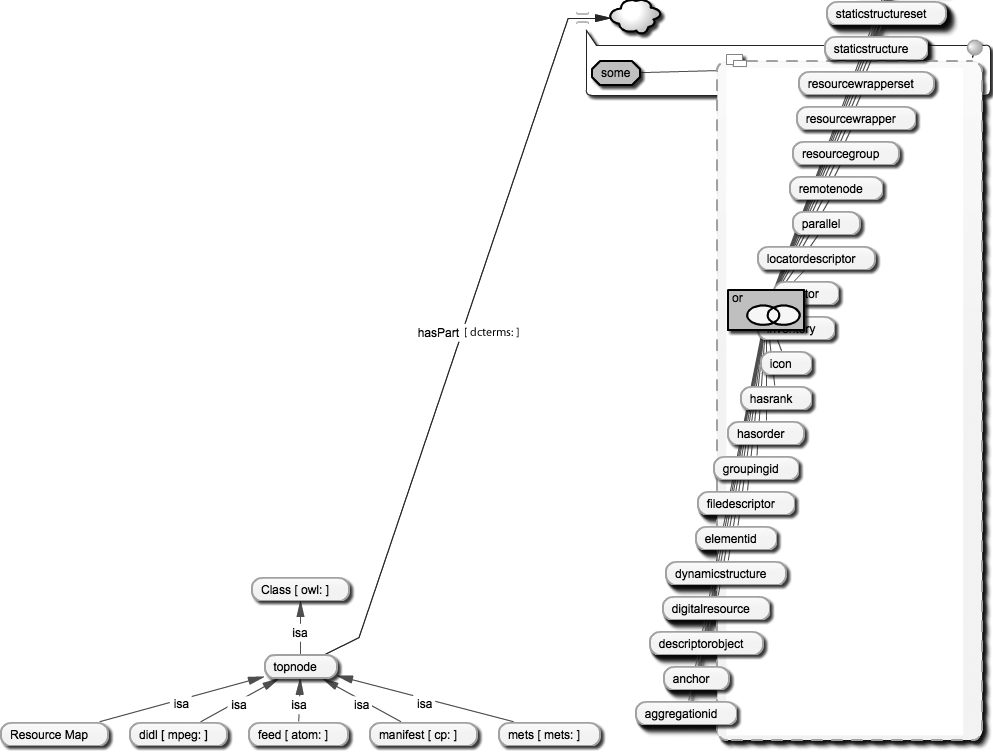 staticstructureset
staticstructure
some
resourcewrapperset
resourcewrapper
resourcegroup
remotenode
parallel
locatordescriptor
or
tor
icon
hasPart [ dcterms: ]
hasrank
hasorder
groupingid
filedescriptor
elementid
dynamicstructure
Class [ owl: ]
digitalresource
isa
descriptorobject
topnode
anchor
isa isa isa isa isa
aggregationid
Resource Map didl [ mpeg: ] feed [ atom: ] manifest [ cp: ] mets [ mets: ]